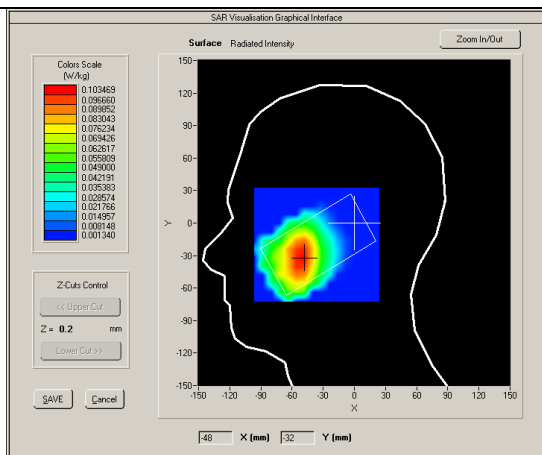 SAR Visualisation Graphical Interface
Surface Radiated Intensity
Zoom In/Out
Colors Scale
(W/kg)
0.103469
0.096660
0.089852
0.083043
0.076234
0.069426
0.062617
0.055809
0.049000
0.042191
0.035383
0.028574
0.021766
0.014957
0.008148
0.001340
Z-Cuts Control
<< Upper Cut
Z = 0.2 mm
Lower Cut >>
SAVE Cancel
150
120
90
60
30
0
-30
-60
-90
-120
-150
Y
-150 -120 -90 -60 -30 0 30 60 90 120 150
X
-48 X (mm) -32 Y (mm)